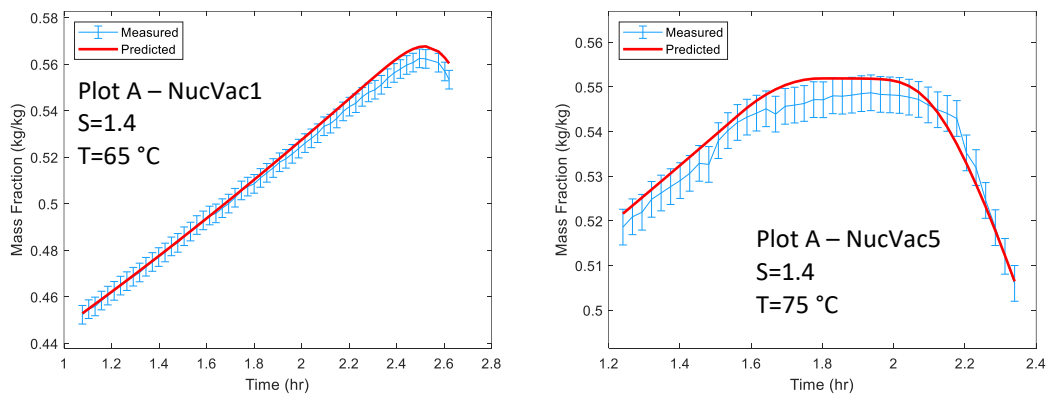 0.58
0.56
0.54
0.52
0.5
0.48
0.46
0.44
Mass Fraction (kg/kg)
Measured
Predicted
Plot A – NucVac1
S=1.4
T=65 °C
1
1.2
1.4
1.6
1.8
2
2.2
2.4
2.6
2.8
Time (hr)
0.56
0.55
0.54
0.53
0.52
0.51
0.5
Mass Fraction (kg/kg)
Measured
Predicted
Plot A – NucVac5
S=1.4
T=75 °C
1.2
1.4
1.6
1.8
2
2.2
2.4
Time (hr)